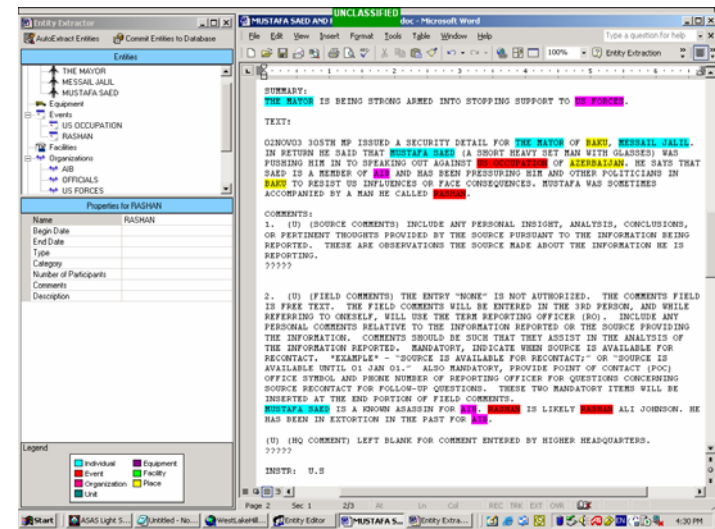 UNCLASSIFIED
Entity Extractor
AutoExtract Entities Commit Entities to Database
Entities
THE MAYOR
MESSAIL JALIL
MUSTAFA SAED
Equipment
Events
US OCCUPATION
RASHAN
Facilities
Organizations
AIB
OFFICIALS
US FORCES
Properties for RASHAN
Name RASHAN
Begin Date
End Date
Type
Category
Number of Participants
Comments
Description
Legend
Individual Equipment
Event Facility
Organization Place
Unit
MUSTAFA SAED AND doc - Microsoft Word
File Edit View Insert Format Tools Table Window Help Type a question for help
100% Entity Extraction
SUMMARY:
THE MAYOR IS BEING STRONG ARMED INTO STOPPING SUPPORT TO US FORCES.
TEXT:
02NOV03 305TH MP ISSUED A SECURITY DETAIL FOR THE MAYOR OF BAKU, MESSAIL JALIL.
IN RETURN HE SAID THAT MUSTAFA SAED (A SHORT HEAVY SET MAN WITH GLASSES) WAS
PUSHING HIM IN TO SPEAKING OUT AGAINST US OCCUPATION OF AZERBAIJAN. HE SAYS THAT
SAED IS A MEMBER OF AIB AND HAS BEEN PRESSURING HIM AND OTHER POLITICIANS IN
BAKU TO RESIST US INFLUENCES OR FACE CONSEQUENCES. MUSTAFA WAS SOMETIMES
ACCOMPANIED BY A MAN HE CALLED RASHAN.
COMMENTS:
1. (U) (SOURCE COMMENTS) INCLUDE ANY PERSONAL INSIGHT, ANALYSIS, CONCLUSIONS,
OR PERTINENT THOUGHTS PROVIDED BY THE SOURCE PURSUANT TO THE INFORMATION BEING
REPORTED. THESE ARE OBSERVATIONS THE SOURCE MADE ABOUT THE INFORMATION HE IS
REPORTING.
?????
2. (U) (FIELD COMMENTS) THE ENTRY "NONE" IS NOT AUTHORIZED. THE COMMENTS FIELD
IS FREE TEXT. THE FIELD COMMENTS WILL BE ENTERED IN THE 3RD PERSON, AND WHILE
REFERRING TO ONESELF, WILL USE THE TERM REPORTING OFFICER (RO). INCLUDE ANY
PERSONAL COMMENTS RELATIVE TO THE INFORMATION REPORTED OR THE SOURCE PROVIDING
THE INFORMATION. COMMENTS SHOULD BE SUCH THAT THEY ASSIST IN THE ANALYSIS OF
THE INFORMATION REPORTED. MANDATORY, INDICATE WHEN SOURCE IS AVAILABLE FOR
RECONTACT. *EXAMPLE* - "SOURCE IS AVAILABLE FOR RECONTACT;" OR "SOURCE IS
AVAILABLE UNTIL 01 JAN 01." ALSO MANDATORY, PROVIDE POINT OF CONTACT (POC)
OFFICE SYMBOL AND PHONE NUMBER OF REPORTING OFFICER FOR QUESTIONS CONCERNING
SOURCE RECONTACT FOR FOLLOW-UP QUESTIONS. THESE TWO MANDATORY ITEMS WILL BE
INSERTED AT THE END PORTION OF FIELD COMMENTS.
MUSTAFA SAED IS A KNOWN ASASSIN FOR AIB. RASHAN IS LIKELY RASHAN ALI JOHNSON. HE
HAS BEEN IN EXTORTION IN THE PAST FOR AIB.
(U) (HQ COMMENT) LEFT BLANK FOR COMMENT ENTERED BY HIGHER HEADQUARTERS.
?????
INSTR: U.S
Page 2 Sec 1 2/3 At Ln Col REC TRK EXT OVR
Start ASAS Light S... Untitled - No... WestLakeHill... Entity Editor MUSTAFA S... Entity Extra... 4:30 PM